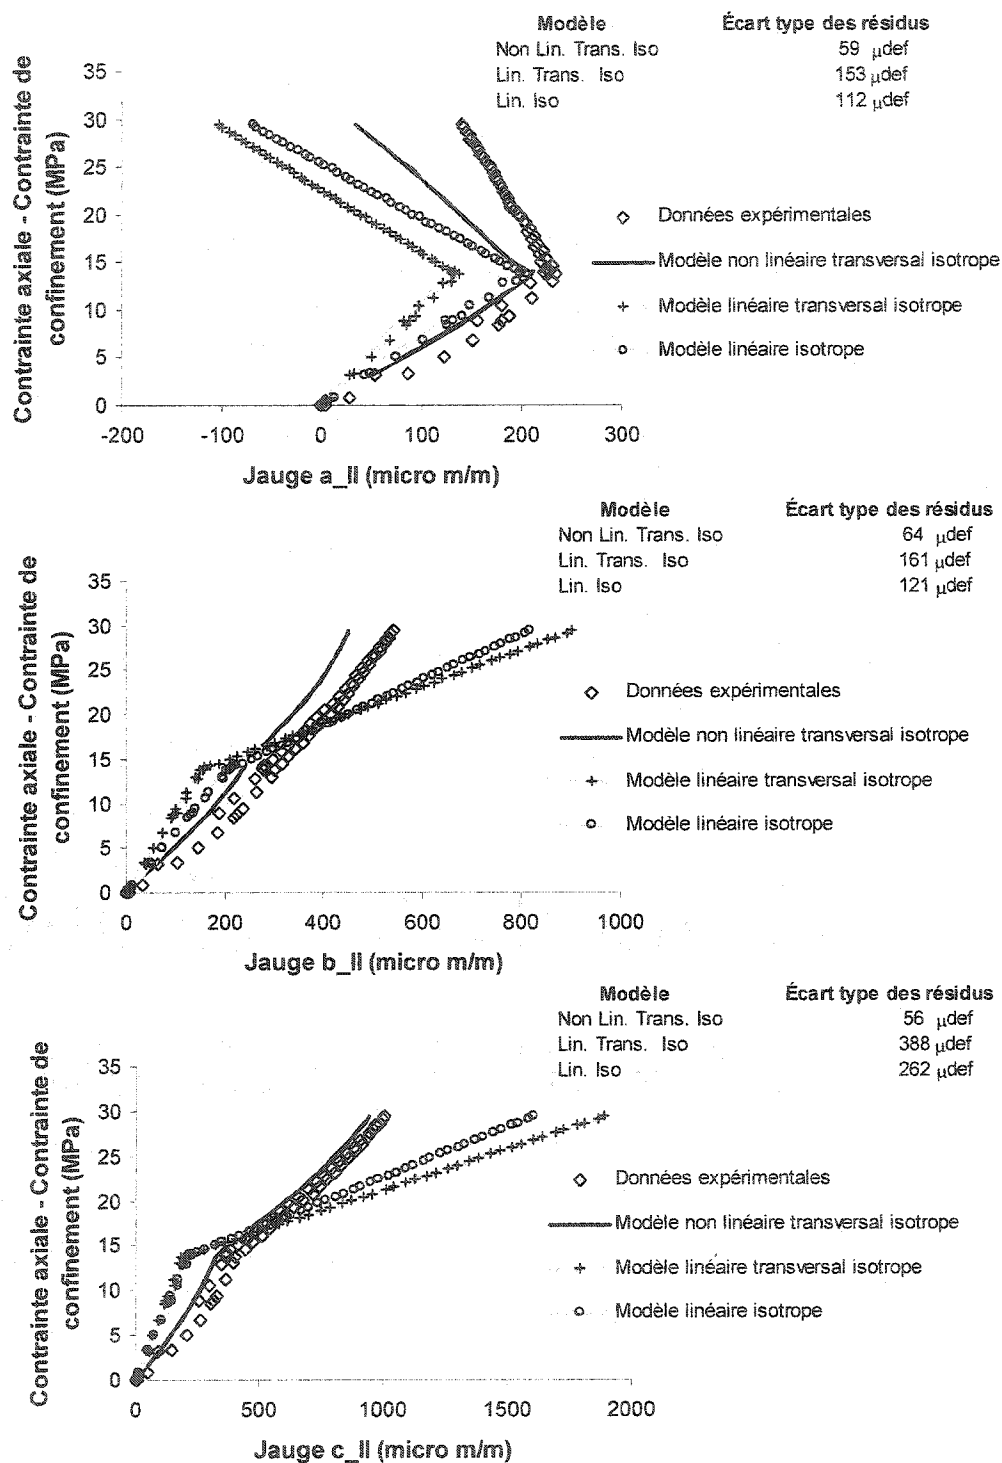 Modèle Écart type des résidus
Non Lin. Trans. Iso 59 µdef
Lin. Trans. Iso 153 µdef
Lin. Iso 112 µdef
Contrainte axiale - Contrainte de
confinement (MPa)
35
30
25
20
15
10
5
0
-200 -100 0 100 200 300
Jauge a_II (micro m/m)
Données expérimentales
Modèle non linéaire transversal isotrope
Modèle linéaire transversal isotrope
Modèle linéaire isotrope
Modèle Écart type des résidus
Non Lin. Trans. Iso 64 µdef
Lin. Trans. Iso 161 µdef
Lin. Iso 121 µdef
Contrainte axiale - Contrainte de
confinement (MPa)
35
30
25
20
15
10
5
0
0 200 400 600 800 1000
Jauge b_II (micro m/m)
Données expérimentales
Modèle non linéaire transversal isotrope
Modèle linéaire transversal isotrope
Modèle linéaire isotrope
Modèle Écart type des résidus
Non Lin. Trans. Iso 56 µdef
Lin. Trans. Iso 388 µdef
Lin. Iso 262 µdef
Contrainte axiale - Contrainte de
confinement (MPa)
35
30
25
20
15
10
5
0
0 500 1000 1500 2000
Jauge c_II (micro m/m)
Données expérimentales
Modèle non linéaire transversal isotrope
Modèle linéaire transversal isotrope
Modèle linéaire isotrope